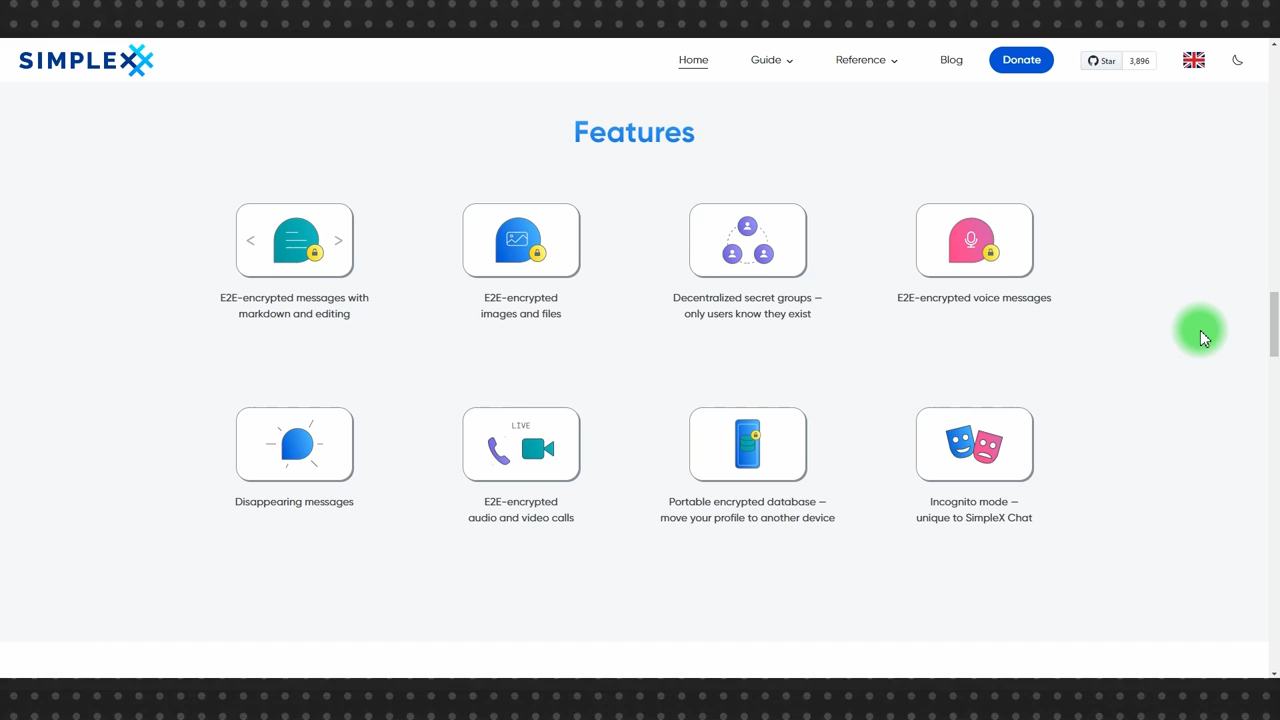 SIMPLEX
Home
Guide
Reference
Blog
Donate
Star
3,896
Features
E2E-encrypted messages with
markdown and editing
E2E-encrypted
images and files
Decentralized secret groups —
only users know they exist
E2E-encrypted voice messages
Disappearing messages
LIVE
E2E-encrypted
audio and video calls
Portable encrypted database —
move your profile to another device
Incognito mode —
unique to SimpleX Chat